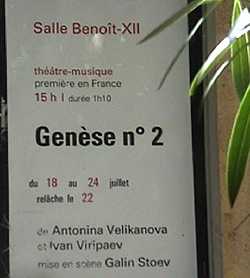 Salle Benoît-XII
théâtre-musique
première en France
15 h | durée 1h10
Genèse n° 2
du 18 au 24 juillet
relâche le 22
de Antonina Velikanova
et Ivan Viripaev
mise en scène Galin Stoev